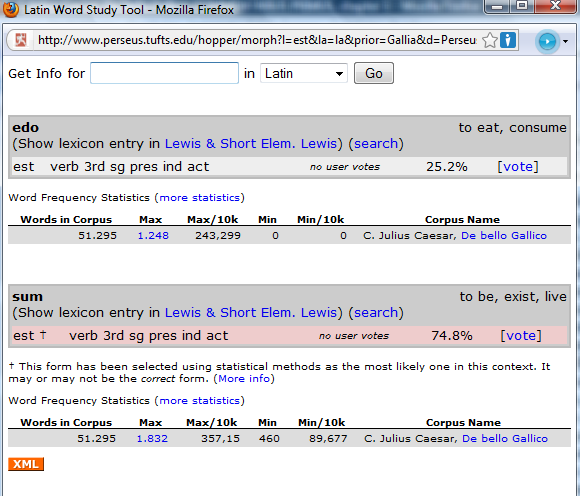 Latin Word Study Tool - Mozilla Firefox
http://www.perseus.tufts.edu/hopper/morph?l=est&la=la&prior=Gallia&d=Perseu
Get Info for in Latin Go
edo to eat, consume
(Show lexicon entry in Lewis & Short Elem. Lewis) (search)
est verb 3rd sg pres ind act no user votes 25.2% [vote]
Word Frequency Statistics (more statistics)
Words in Corpus Max Max/10k Min Min/10k Corpus Name
51.295 1.248 243,299 0 0 C. Julius Caesar, De bello Gallico
sum to be, exist, live
(Show lexicon entry in Lewis & Short Elem. Lewis) (search)
est † verb 3rd sg pres ind act no user votes 74.8% [vote]
† This form has been selected using statistical methods as the most likely one in this context. It
may or may not be the correct form. (More info)
Word Frequency Statistics (more statistics)
Words in Corpus Max Max/10k Min Min/10k Corpus Name
51.295 1.832 357,15 460 89,677 C. Julius Caesar, De bello Gallico
XML